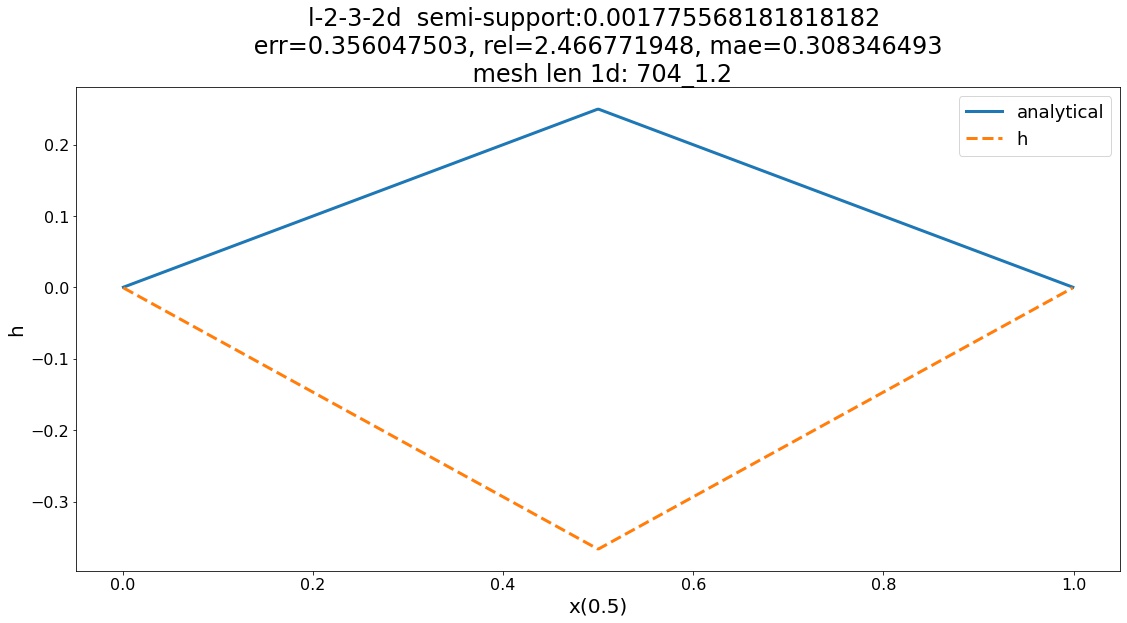 l-2-3-2d  semi-support:0.0017755681818181​82
err=0.356047503, rel=2.466771948, mae=0.308346493
mesh len 1d: 704_1.2
analytical
h
0.2
0.1
0.0
−0.1
−0.2
−0.3
h
0.0
0.2
0.4
0.6
0.8
1.0
x(0.5)